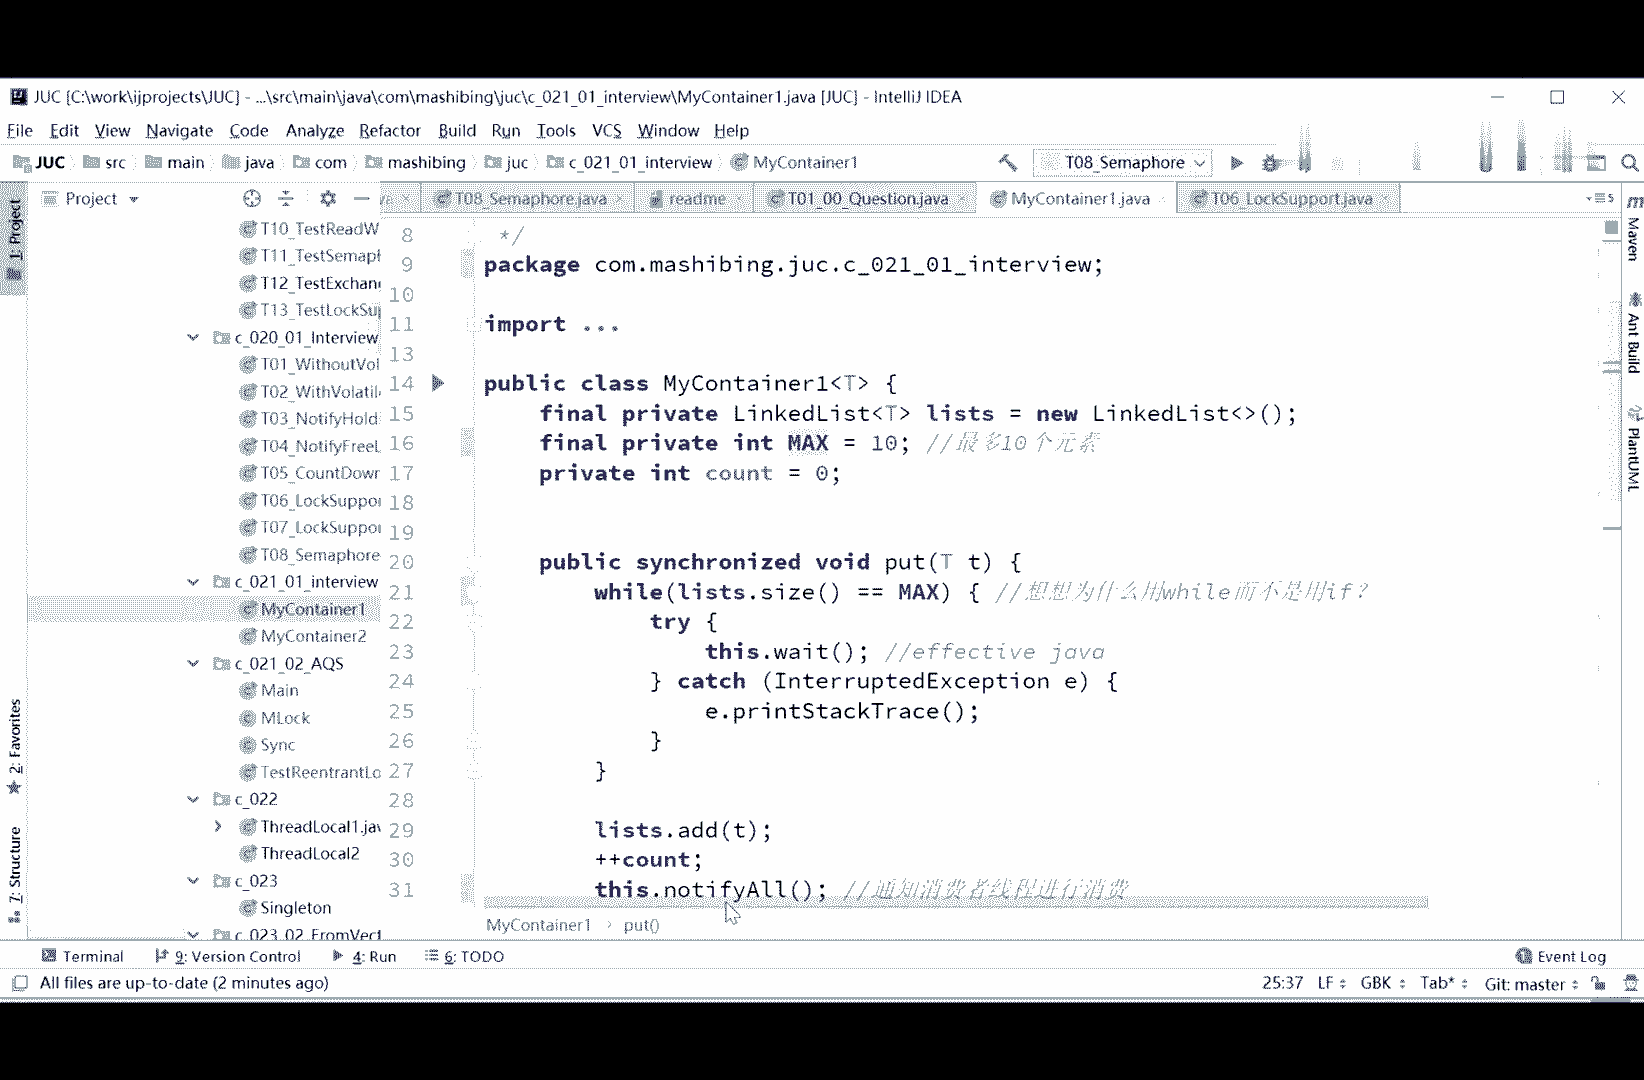 JUC [C:\work\ijprojects\JUC] - ...\src\main\java\com\mashibing\juc\c_021_01_interview\MyContainer1.java [JUC] - IntelliJ IDEA
File Edit View Navigate Code Analyze Refactor Build Run Tools VCS Window Help
JUC src main java com mashibing juc c_021_01_interview MyContainer1 T08_Semaphore
Project T08_Semaphore.java readme T01_00_Question.java MyContainer1.java T06_LockSupport.java
1: Project
2: Favorites
7: Structure
T10_TestReadW
T11_TestSemapl
T12_TestExchan
T13_TestLockSu
c_020_01_Interview
T01_WithoutVol
T02_WithVolatil
T03_NotifyHold
T04_NotifyFreeL
T05_CountDowr
T06_LockSuppo
T07_LockSuppo
T08_Semaphore
c_021_01_interview
MyContainer1
MyContainer2
c_021_02_AQS
Main
MLock
Sync
TestReentrantLo
c_022
ThreadLocal1.jav
ThreadLocal2
c_023
Singleton
c_023_02_FromVect
8 */
9 package com.mashibing.juc.c_021_01_interview;
10
11 import ...
13
14 public class MyContainer1<T> {
15 final private LinkedList<T> lists = new LinkedList<>();
16 final private int MAX = 10; //最多10个元素
17 private int count = 0;
18
19
20 public synchronized void put(T t) {
21 while(lists.size() == MAX) { //想想为什么用while而不是用if?
22 try {
23 this.wait(); //effective java
24 } catch (InterruptedException e) {
25 e.printStackTrace();
26 }
27 }
28
29 lists.add(t);
30 ++count;
31 this.notifyAll(); //通知消费者线程进行消费
MyContainer1 › put()
Maven
Ant Build
PlantUML
Terminal 9: Version Control 4: Run 6: TODO Event Log
All files are up-to-date (2 minutes ago) 25:37 LF GBK Tab* Git: master